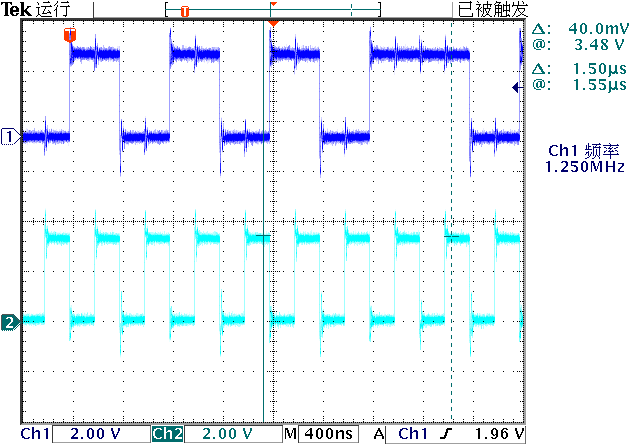 Tek 运行 T 已被触发
T
Δ: 40.0mV
@: 3.48 V
Δ: 1.50µs
@: 1.55µs
1
Ch1 频率
1.250MHz
2
Ch1 2.00 V Ch2 2.00 V M 400ns A Ch1 1.96 V